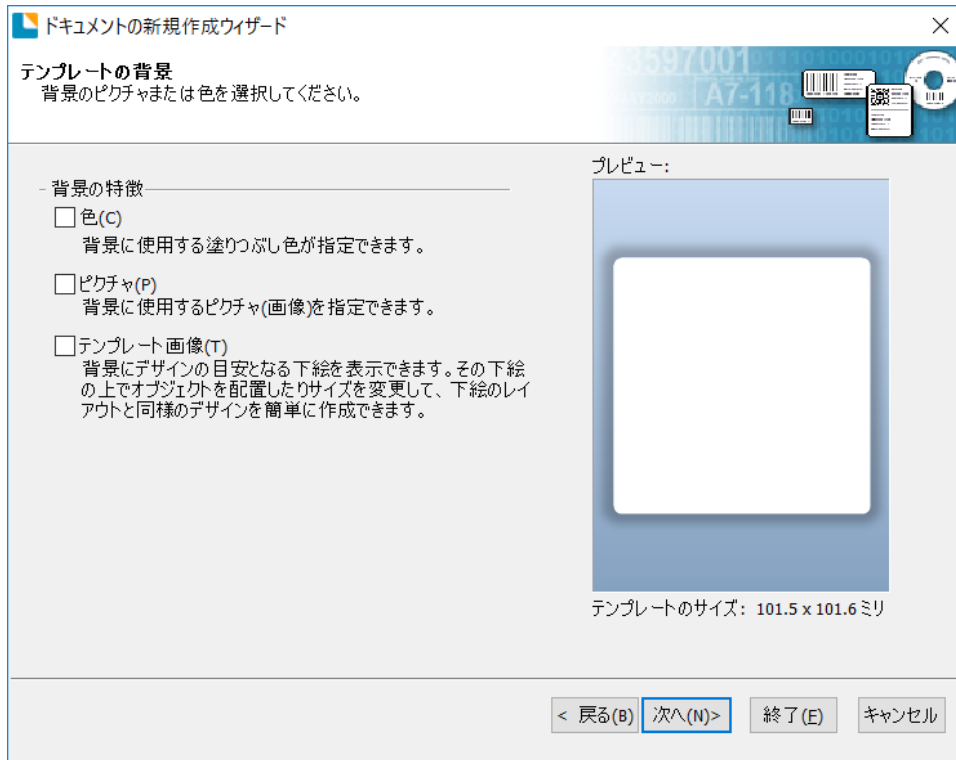 ドキュメントの新規作成ウィザード
テンプレートの背景
背景のピクチャまたは色を選択してください。
3597001
A7-118
プレビュー:
背景の特徴
色(C)
背景に使用する塗りつぶし色が指定できます。
ピクチャ(P)
背景に使用するピクチャ(画像)を指定できます。
テンプレート画像(T)
背景にデザインの目安となる下絵を表示できます。その下絵
の上でオブジェクトを配置したりサイズを変更して、下絵のレイ
アウトと同様のデザインを簡単に作成できます。
テンプレートのサイズ: 101.5 x 101.6 ミリ
< 戻る(B)
次へ(N)>
終了(E)
キャンセル